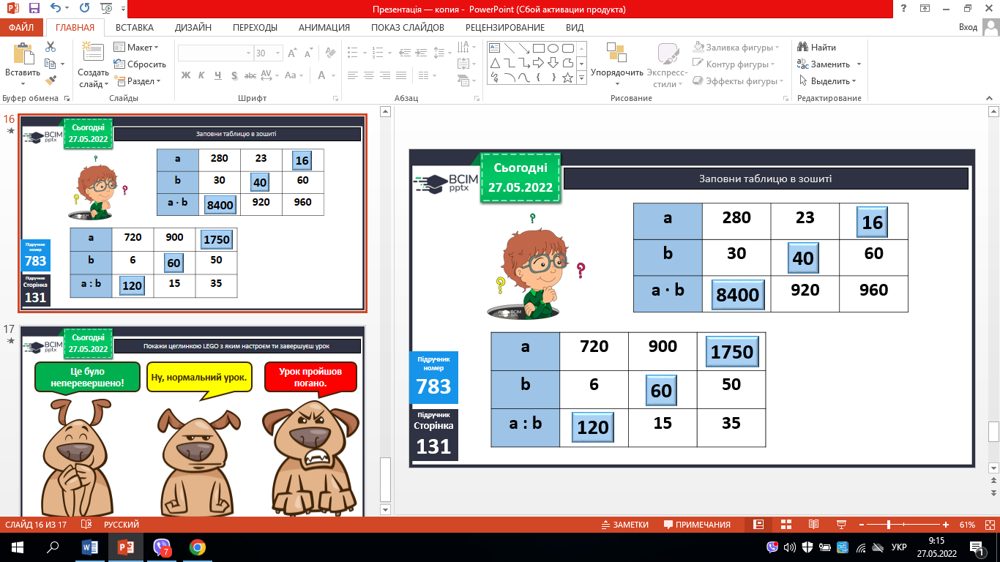 Презентація — копия - PowerPoint (Сбой активации продукта)
ФАЙЛ ГЛАВНАЯ ВСТАВКА ДИЗАЙН ПЕРЕХОДЫ АНИМАЦИЯ ПОКАЗ СЛАЙДОВ РЕЦЕНЗИРОВАНИЕ ВИД Вход
Вставить
Создать слайд
Макет
Сбросить
Раздел
30
Ж К Ч S abc AV Aa А
Упорядочить
Экспресс-стили
Заливка фигуры
Контур фигуры
Эффекты фигуры
Найти
Заменить
Выделить
Буфер обмена Слайды Шрифт Абзац Рисование Редактирование
16
ВСІМ pptx
Сьогодні
27.05.2022
Заповни таблицю в зошиті
a 280 23 16
b 30 40 60
a · b 8400 920 960
a 720 900 1750
b 6 60 50
a : b 120 15 35
Підручник
номер
783
Підручник
Сторінка
131
17
ВСІМ pptx
Сьогодні
27.05.2022
Покажи цеглинкою LEGO з яким настроєм ти завершуєш урок
Це було
неперевершено!
Ну, нормальний урок.
Урок пройшов
погано.
ВСІМ
pptx
Сьогодні
27.05.2022
Заповни таблицю в зошиті
a 280 23 16
b 30 40 60
a · b 8400 920 960
a 720 900 1750
b 6 60 50
a : b 120 15 35
Підручник
номер
783
Підручник
Сторінка
131
СЛАЙД 16 ИЗ 17 РУССКИЙ ЗАМЕТКИ ПРИМЕЧАНИЯ 61%
7
УКР
9:15
27.05.2022
1